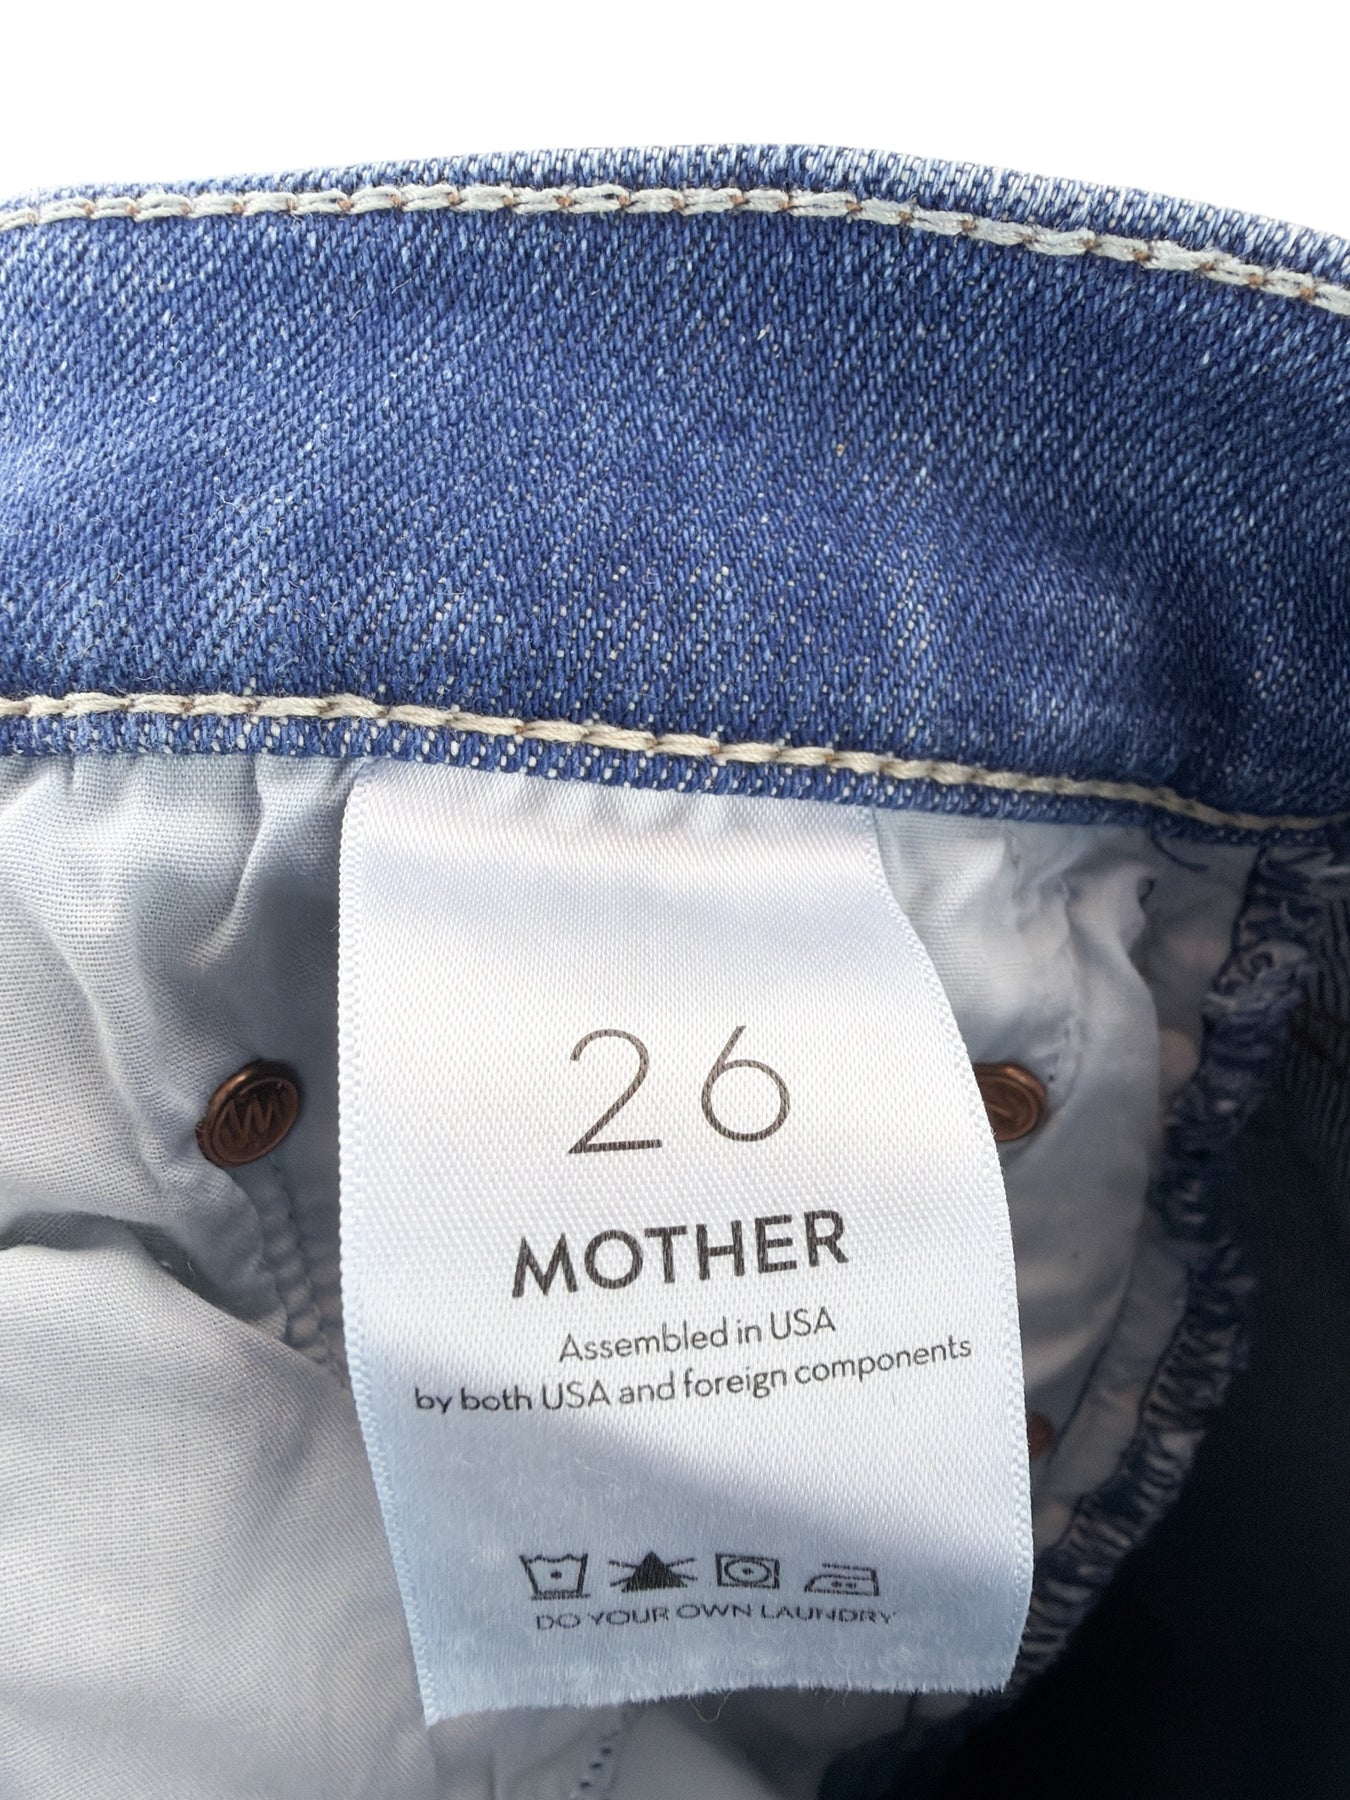 26
MOTHER
Assembled in USA
by both USA and foreign components
DO YOUR OWN LAUNDRY